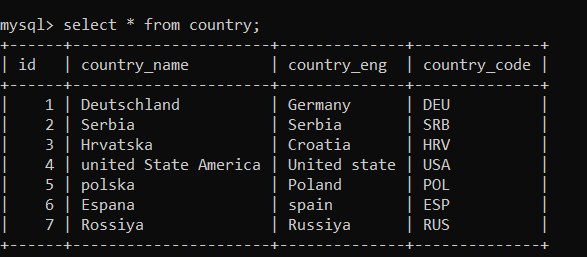 mysql> select * from country;
+------+----------------------+---------------+--------------+
| id   | country_name         | country_eng   | country_code |
+------+----------------------+---------------+--------------+
|    1 | Deutschland          | Germany       | DEU          |
|    2 | Serbia               | Serbia        | SRB          |
|    3 | Hrvatska             | Croatia       | HRV          |
|    4 | united State America | United state  | USA          |
|    5 | polska               | Poland        | POL          |
|    6 | Espana               | spain         | ESP          |
|    7 | Rossiya              | Russiya       | RUS          |
+------+----------------------+---------------+--------------+